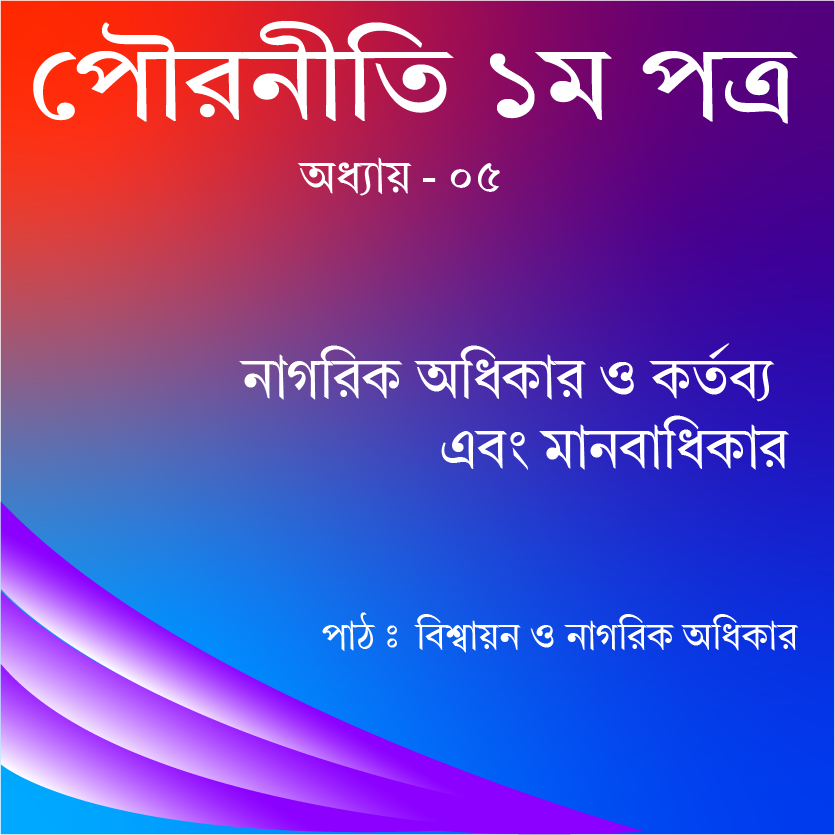 পৌরনীতি ১ম পত্র
অধ্যায় - ০৫
নাগরিক অধিকার ও কর্তব্য
এবং মানবাধিকার
পাঠ ঃ বিশ্বায়ন ও নাগরিক অধিকার